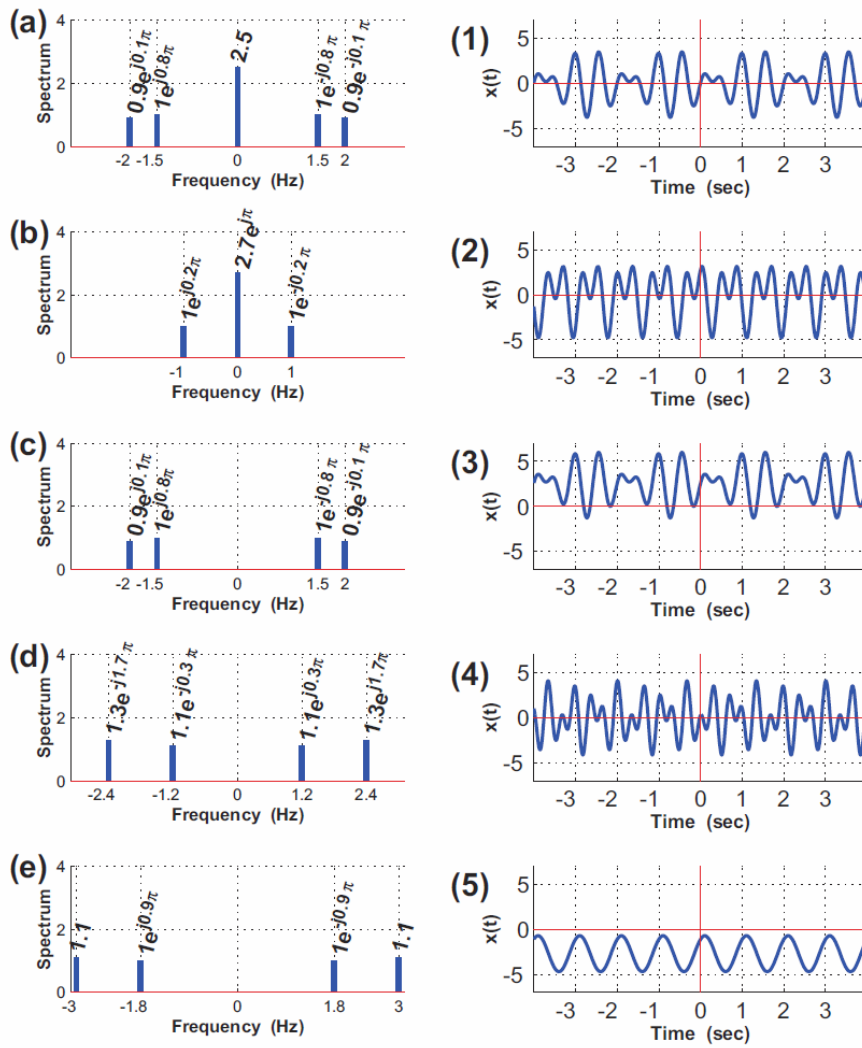 (a)
Spectrum
4
2
0
0.9e^j0.1π
1e^j0.8π
2.5
1e^-j0.8π
0.9e^-j0.1π
-2 -1.5 0 1.5 2
Frequency (Hz)
(1)
x(t)
5
0
-5
-3 -2 -1 0 1 2 3
Time (sec)
(b)
Spectrum
4
2
0
1e^j0.2π
2.7e^jπ
1e^j0.2π
-1 0 1
Frequency (Hz)
(2)
x(t)
5
0
-5
-3 -2 -1 0 1 2 3
Time (sec)
(c)
Spectrum
4
2
0
0.9e^j0.1π
1e^j0.8π
1e^-j0.8π
0.9e^-j0.1π
-2 -1.5 0 1.5 2
Frequency (Hz)
(3)
x(t)
5
0
-5
-3 -2 -1 0 1 2 3
Time (sec)
(d)
Spectrum
4
2
0
1.3e^-j1.7π
1.1e^-j0.3π
1.1e^j0.3π
1.3e^j1.7π
-2.4 -1.2 0 1.2 2.4
Frequency (Hz)
(4)
x(t)
5
0
-5
-3 -2 -1 0 1 2 3
Time (sec)
(e)
Spectrum
4
2
0
1.1
1e^j0.9π
1e^-j0.9π
1.1
-3 -1.8 0 1.8 3
Frequency (Hz)
(5)
x(t)
5
0
-5
-3 -2 -1 0 1 2 3
Time (sec)